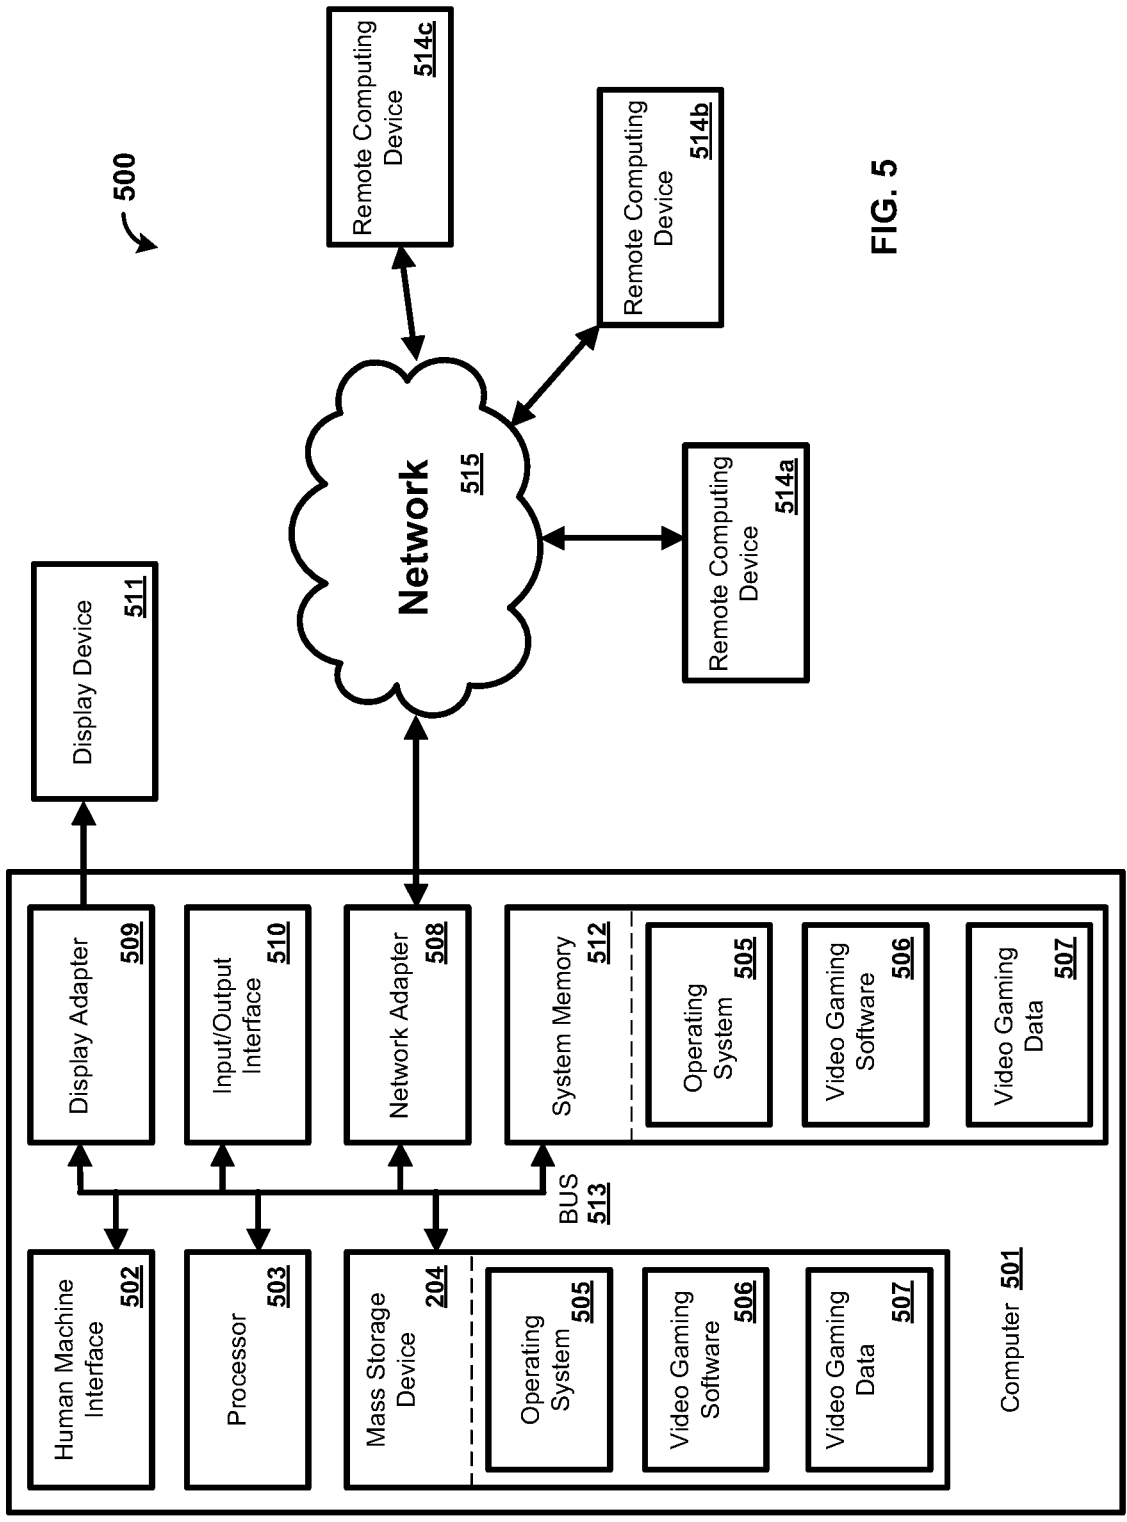 500
Human Machine
Interface
502
Processor
503
Mass Storage
Device
204
Operating
System
505
Video Gaming
Software
506
Video Gaming
Data
507
Computer 501
BUS
513
Display Adapter
509
Input/Output
Interface
510
Network Adapter
508
System Memory
512
Operating
System
505
Video Gaming
Software
506
Video Gaming
Data
507
Display Device
511
Network
515
Remote Computing
Device
514a
Remote Computing
Device
514b
Remote Computing
Device
514c
FIG. 5